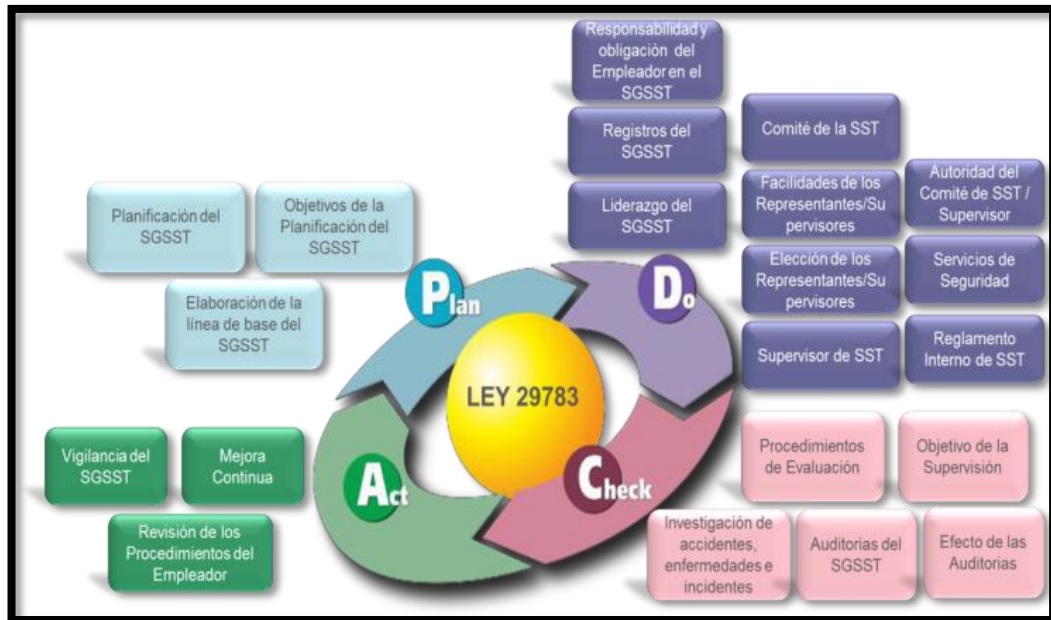 Responsabilidad y
obligación del
Empleador en el
SGSST
Registros del
SGSST
Liderazgo del
SGSST
Comité de la SST
Facilidades de los
Representantes/Su
pervisores
Elección de los
Representantes/Su
pervisores
Supervisor de SST
Autoridad del
Comité de SST /
Supervisor
Servicios de
Seguridad
Reglamento
Interno de SST
Planificación del
SGSST
Objetivos de la
Planificación del
SGSST
Elaboración de la
línea de base del
SGSST
Plan
Do
LEY 29783
Act
Check
Vigilancia del
SGSST
Mejora
Continua
Revisión de los
Procedimientos del
Empleador
Procedimientos
de Evaluación
Objetivo de la
Supervisión
Investigación de
accidentes,
enfermedades e
incidentes
Auditorias del
SGSST
Efecto de las
Auditorias